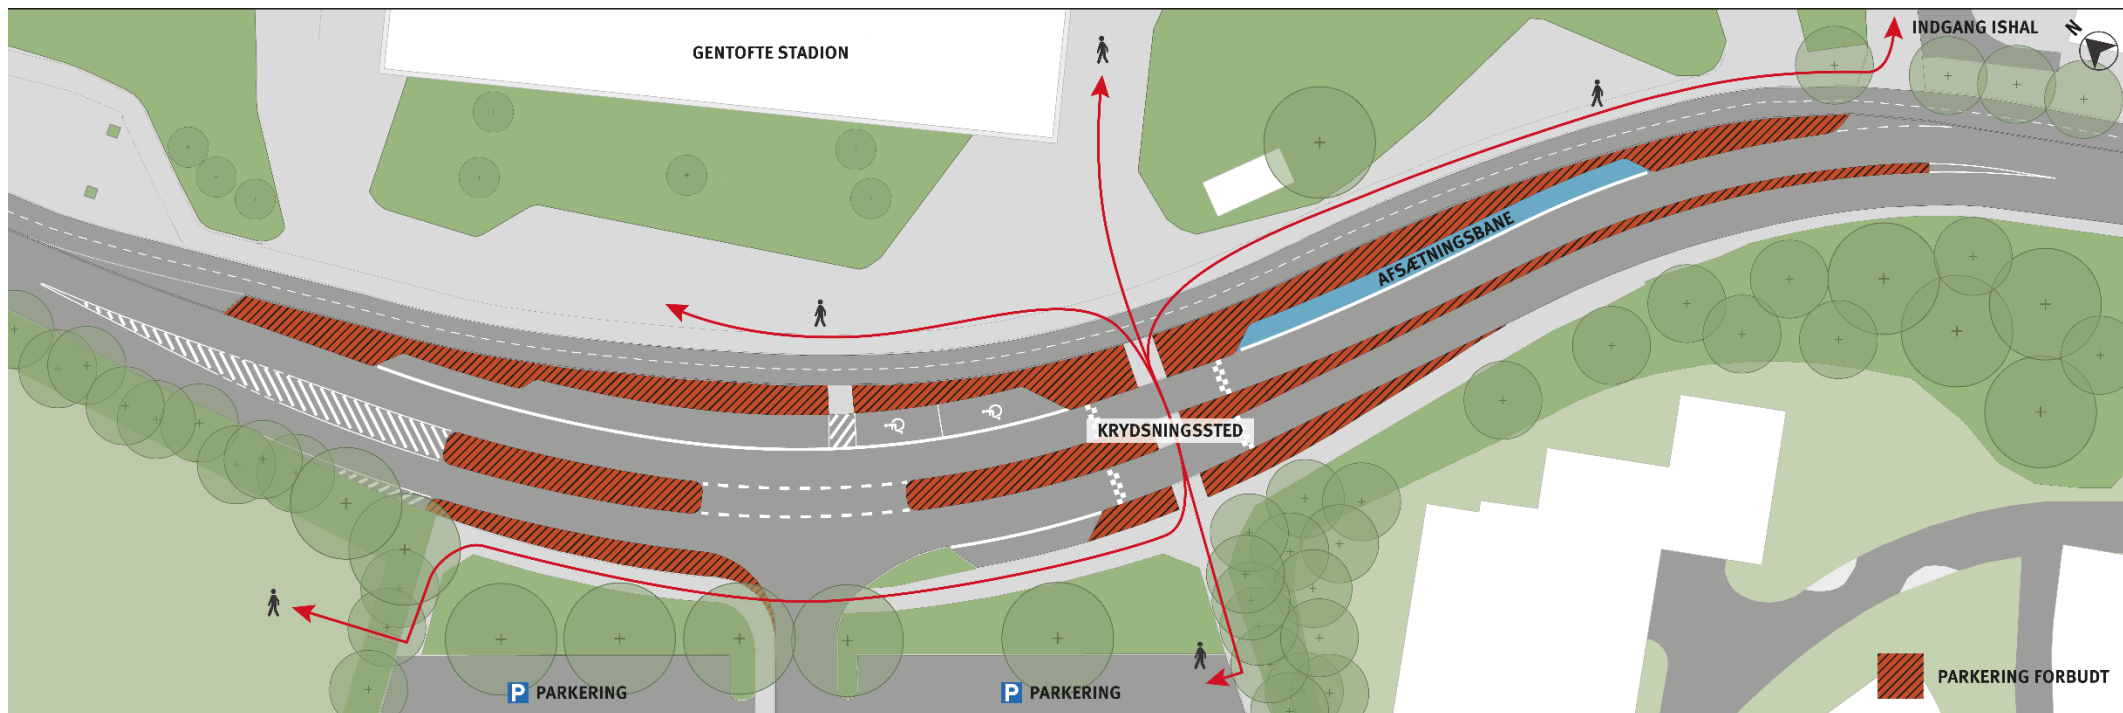 INDGANG ISHAL
N
GENTOFTE STADION
AFSÆTNINGSBANE
KRYDSNINGSSTED
P PARKERING
P PARKERING
PARKERING FORBUDT